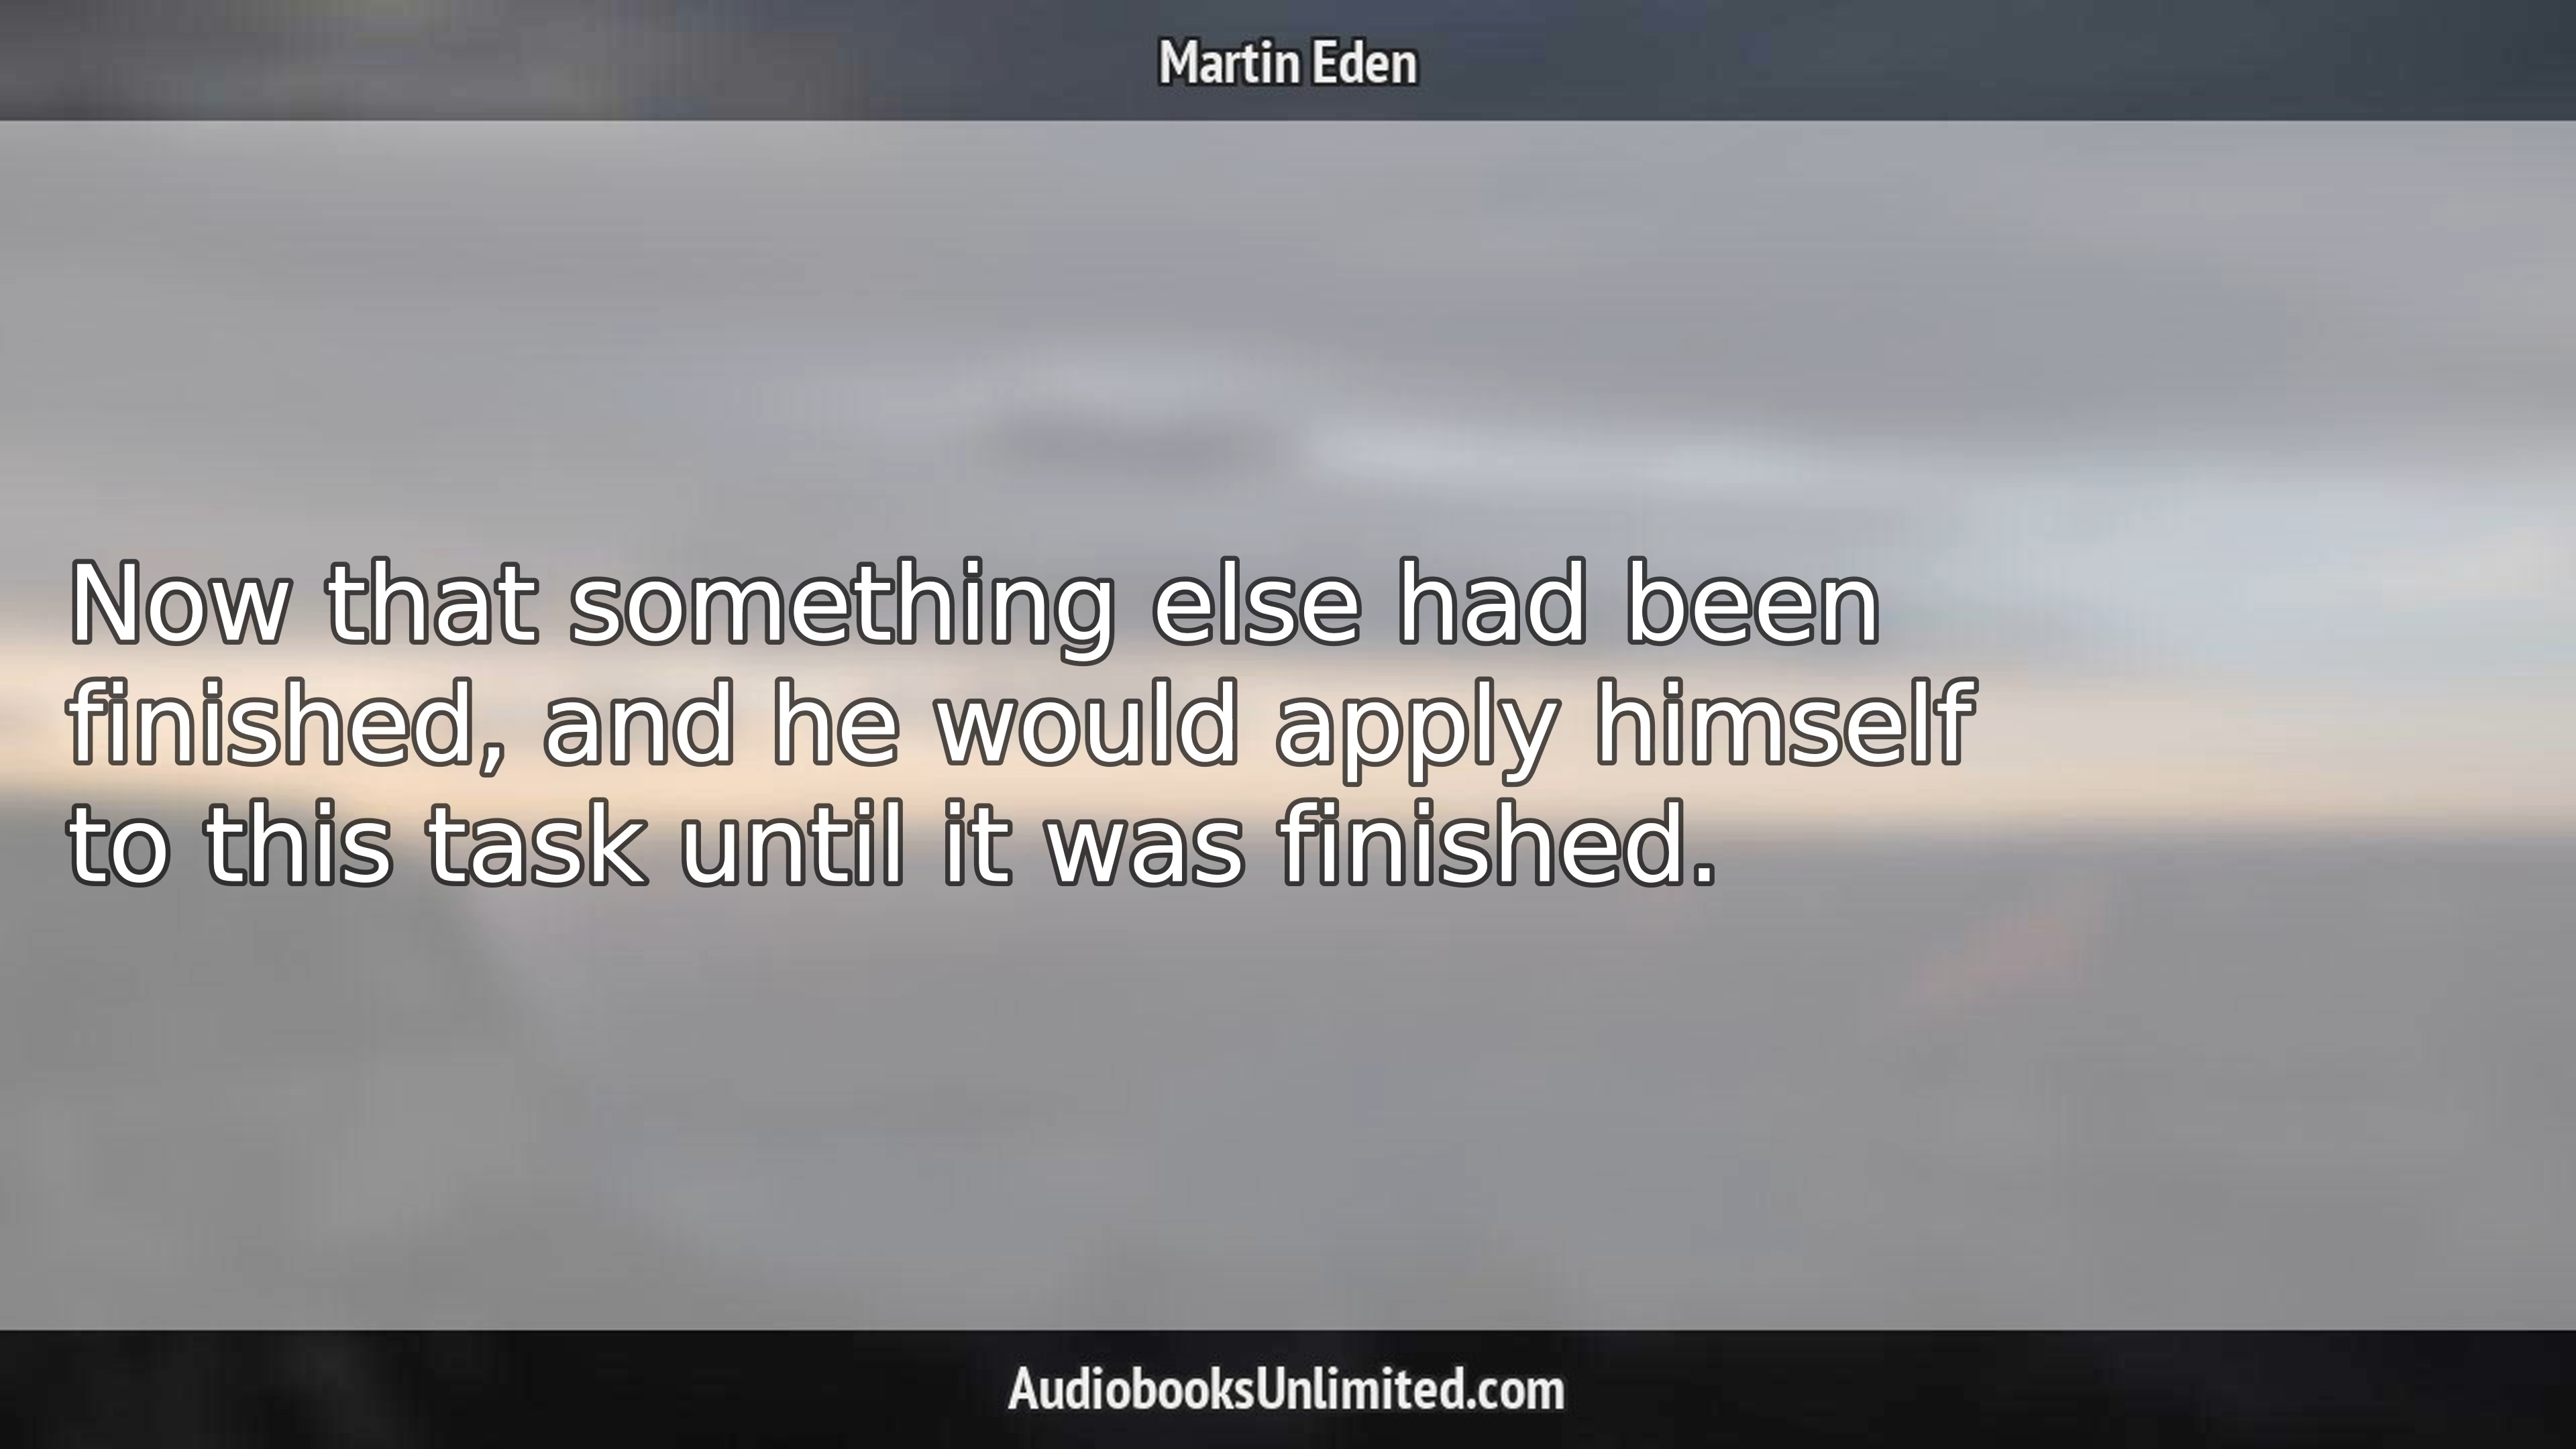 Martin Eden
Now that something else had been
finished, and he would apply himself
to this task until it was finished.
AudiobooksUnlimited.com